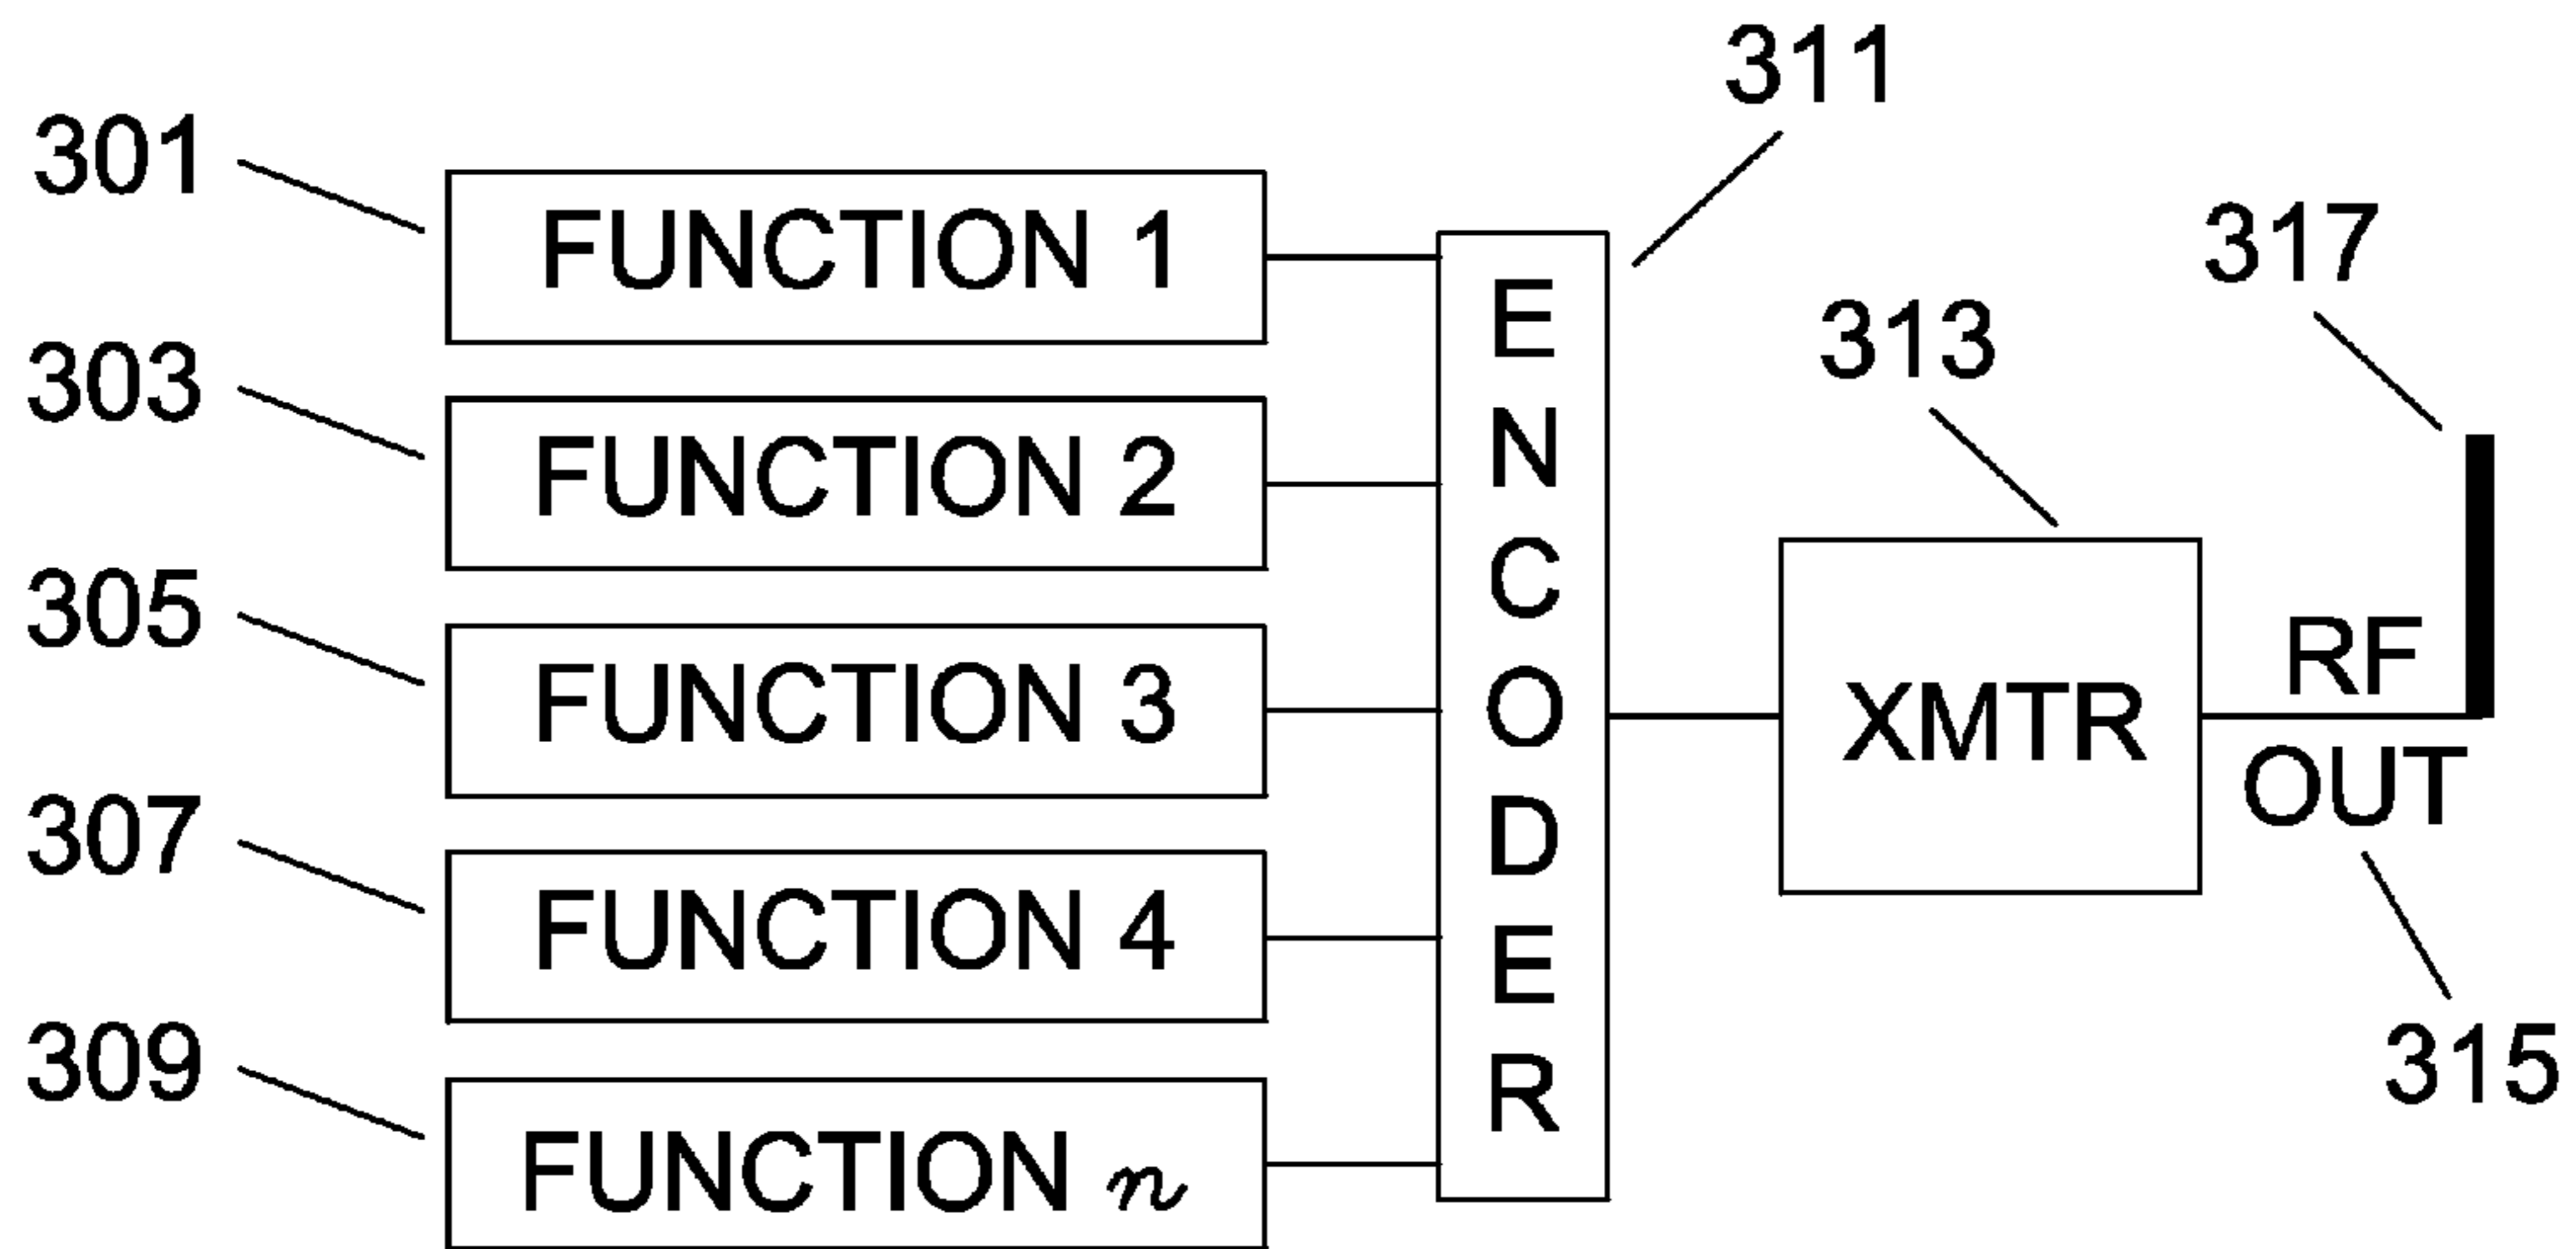 311
301
FUNCTION 1
317
303
FUNCTION 2
313
305
FUNCTION 3
ENCODER
XMTR
RF
OUT
307
FUNCTION 4
315
309
FUNCTION n